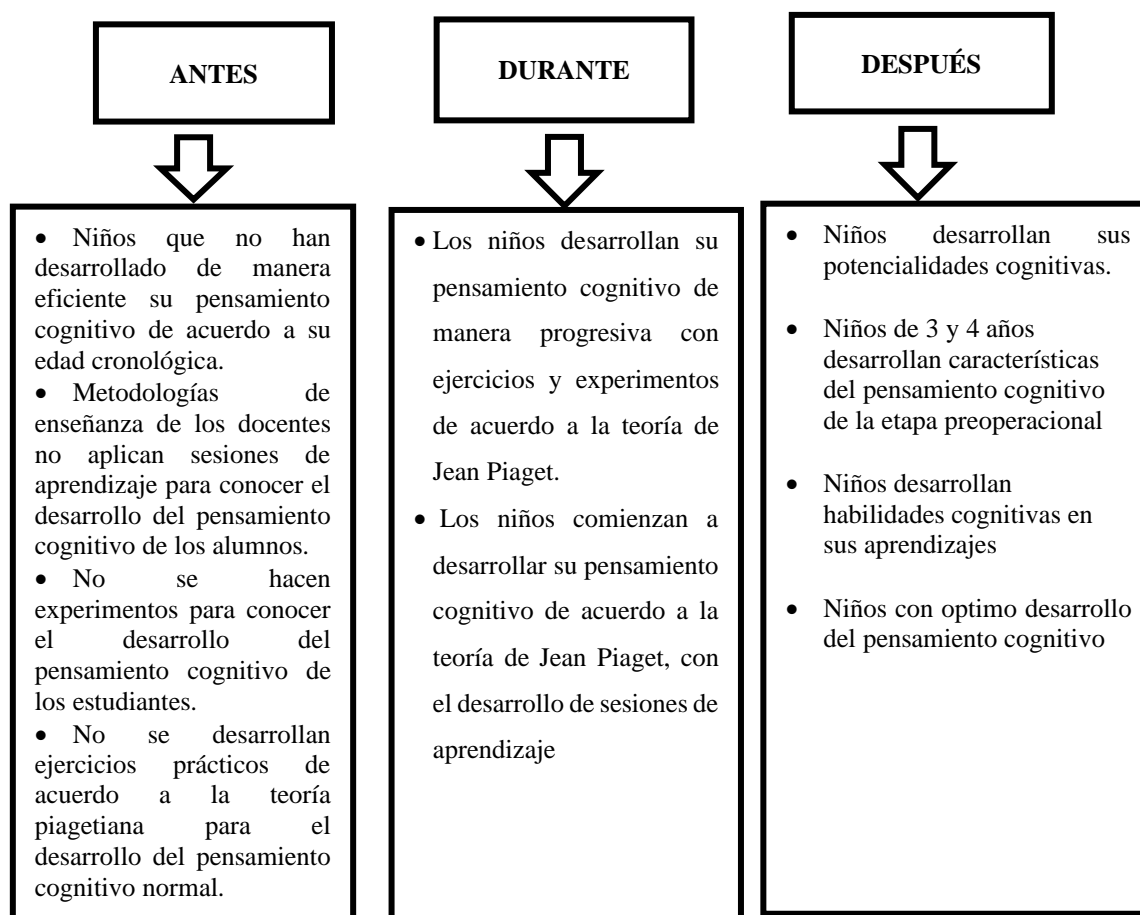 ANTES
DURANTE
DESPUÉS
• Niños que no han
desarrollado de manera
eficiente su pensamiento
cognitivo de acuerdo a su
edad cronológica.
• Metodologías de
enseñanza de los docentes
no aplican sesiones de
aprendizaje para conocer el
desarrollo del pensamiento
cognitivo de los alumnos.
• No se hacen
experimentos para conocer
el desarrollo del
pensamiento cognitivo de
los estudiantes.
• No se desarrollan
ejercicios prácticos de
acuerdo a la teoría
piagetiana para el
desarrollo del pensamiento
cognitivo normal.
• Los niños desarrollan su
pensamiento cognitivo de
manera progresiva con
ejercicios y experimentos
de acuerdo a la teoría de
Jean Piaget.
• Los niños comienzan a
desarrollar su pensamiento
cognitivo de acuerdo a la
teoría de Jean Piaget, con
el desarrollo de sesiones de
aprendizaje
• Niños desarrollan sus
potencialidades cognitivas.
• Niños de 3 y 4 años
desarrollan características
del pensamiento cognitivo
de la etapa preoperacional
• Niños desarrollan
habilidades cognitivas en
sus aprendizajes
• Niños con optimo desarrollo
del pensamiento cognitivo